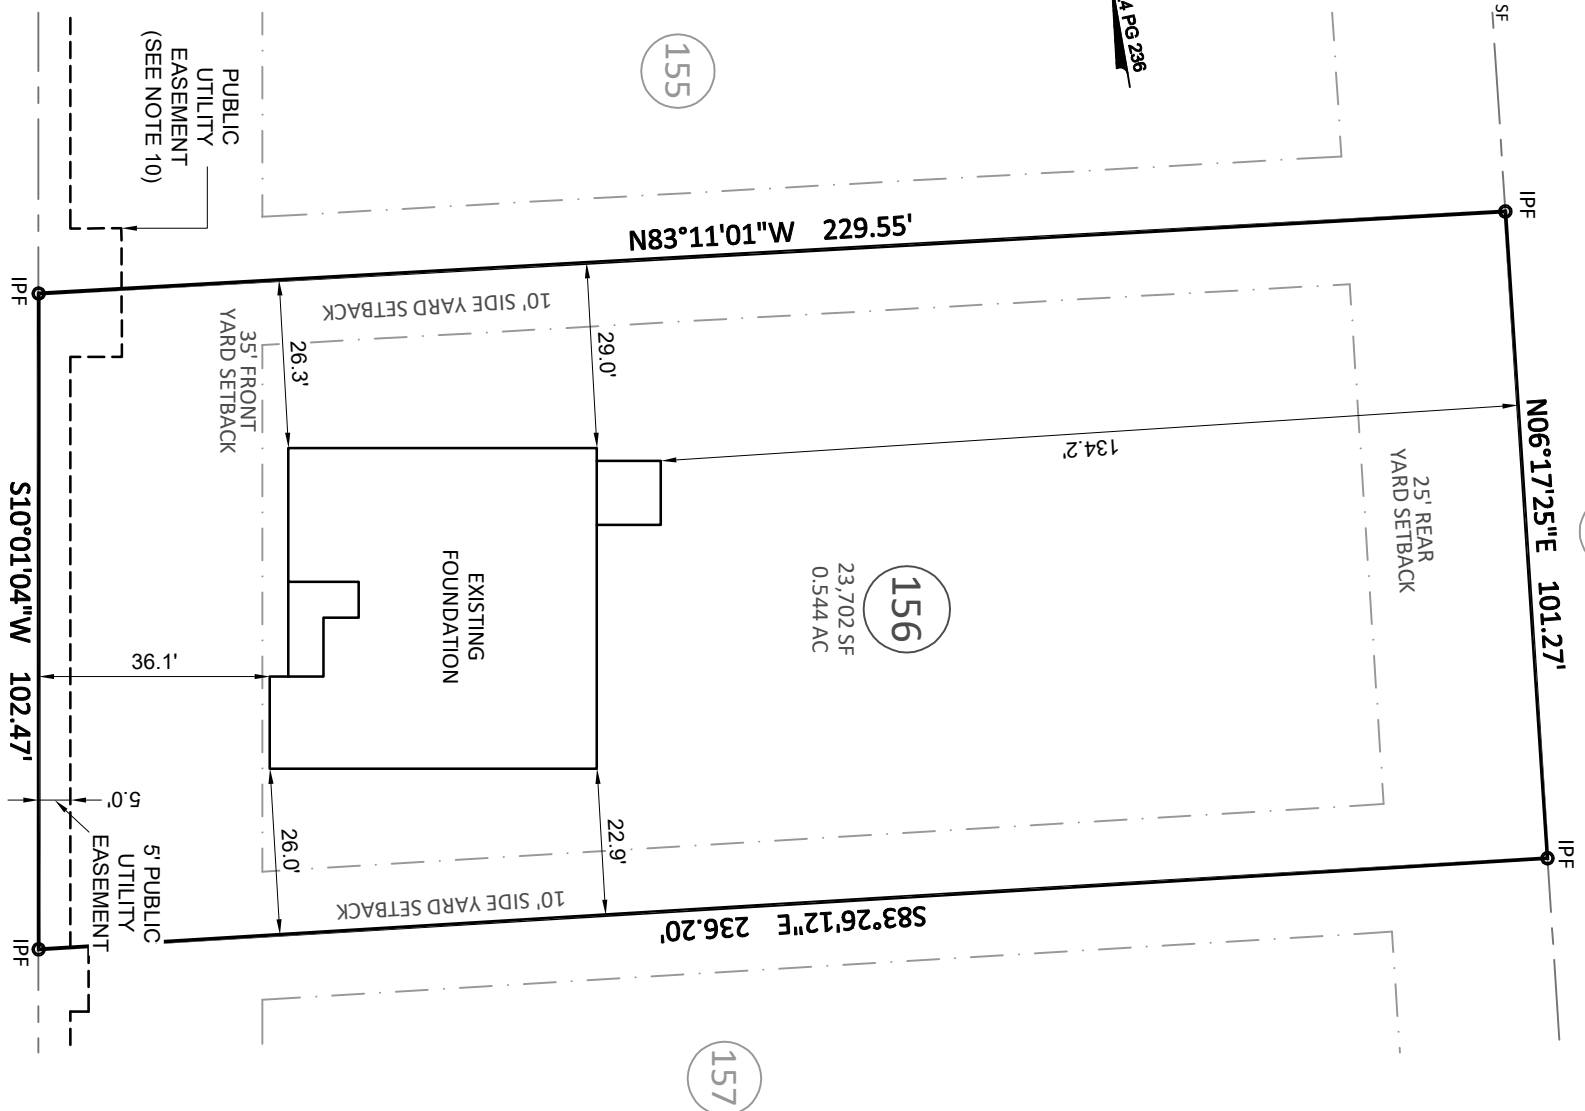 SF
4 PG 236
155
PUBLIC
UTILITY
EASEMENT
(SEE NOTE 10)
IPF
N83°11'01"W 229.55'
IPF
10' SIDE YARD SETBACK
35' FRONT
YARD SETBACK
26.3'
29.0'
134.2'
N06°17'25"E 101.27'
25' REAR
YARD SETBACK
S10°01'04"W 102.47'
EXISTING
FOUNDATION
156
23,702 SF
0.544 AC
36.1'
5.0'
5' PUBLIC
UTILITY
EASEMENT
26.0'
22.9'
10' SIDE YARD SETBACK
S83°26'12"E 236.20'
IPF
IPF
157